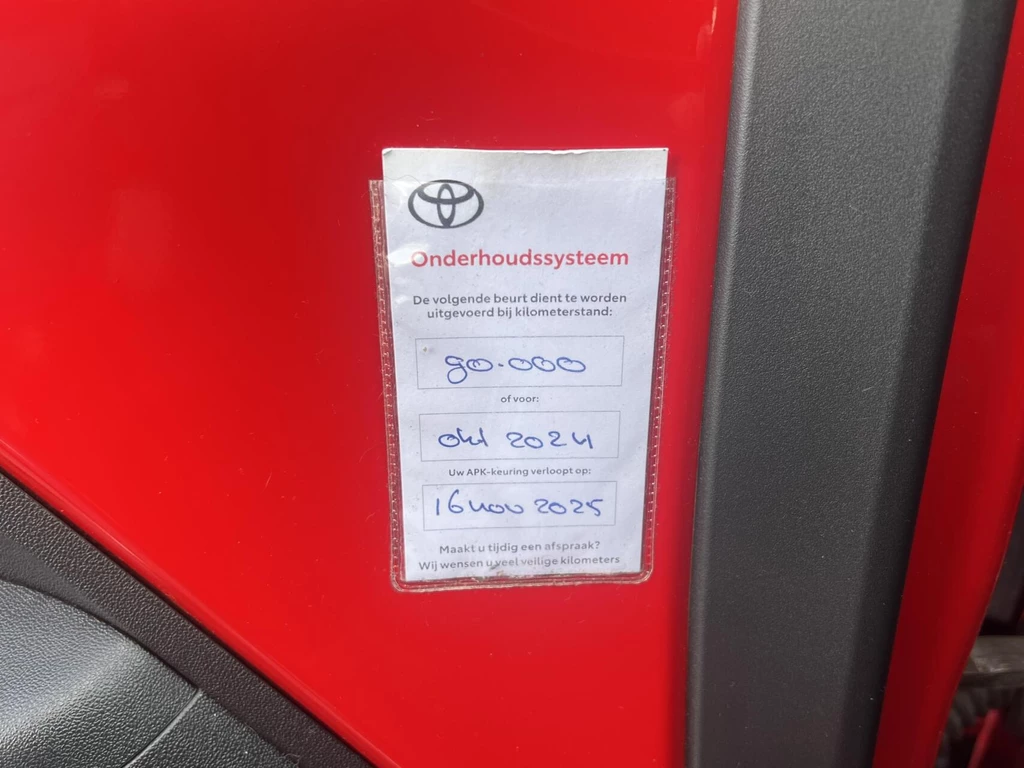 Onderhoudssysteem
De volgende beurt dient te worden
uitgevoerd bij kilometerstand:
90.000
of voor:
okt 2024
Uw APK-keuring verloopt op:
16 nov 2025
Maakt u tijdig een afspraak?
Wij wensen u veel veilige kilometers